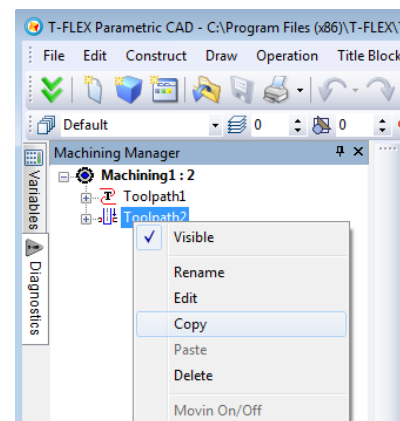 T-FLEX Parametric CAD - C:\Program Files (x86)\T-FLEX\
File Edit Construct Draw Operation Title Block
Default 0 0
Machining Manager
Machining1 : 2
Toolpath1
Toolpath2
Variables
Diagnostics
Visible
Rename
Edit
Copy
Paste
Delete
Movin On/Off